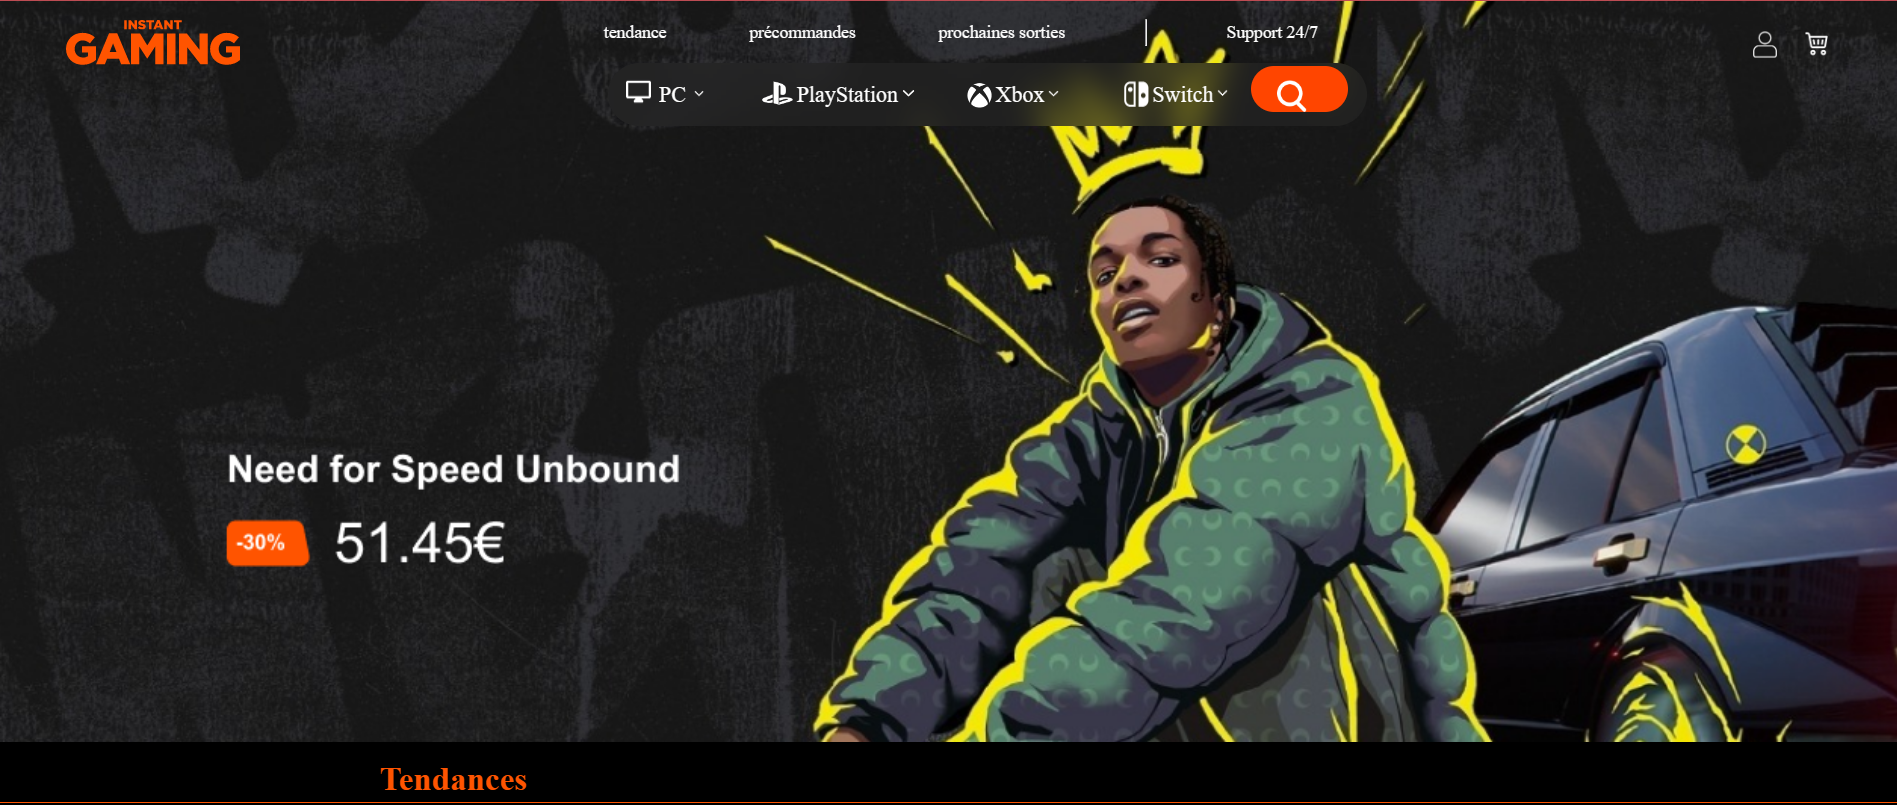 INSTANT
GAMING
tendance
précommandes
prochaines sorties
Support 24/7
PC
PlayStation
Xbox
Switch
Need for Speed Unbound
-30%
51.45€
Tendances